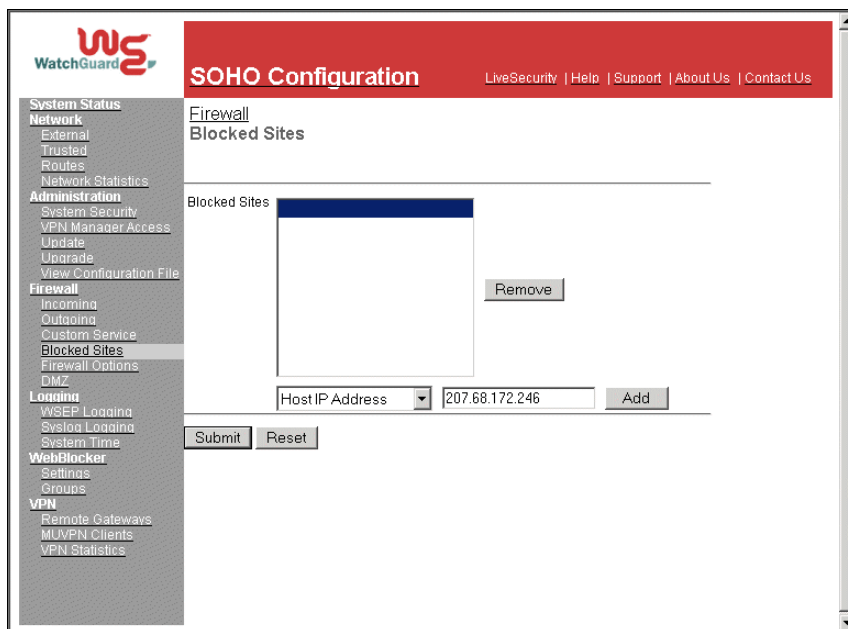 WatchGuard
SOHO Configuration
LiveSecurity | Help | Support | About Us | Contact Us
System Status
Network
External
Trusted
Routes
Network Statistics
Administration
System Security
VPN Manager Access
Update
Upgrade
View Configuration File
Firewall
Incoming
Outgoing
Custom Service
Blocked Sites
Firewall Options
DMZ
Logging
WSEP Logging
Syslog Logging
System Time
WebBlocker
Settings
Groups
VPN
Remote Gateways
MUVPN Clients
VPN Statistics
Firewall
Blocked Sites
Blocked Sites
Remove
Host IP Address 207.68.172.246 Add
Submit Reset